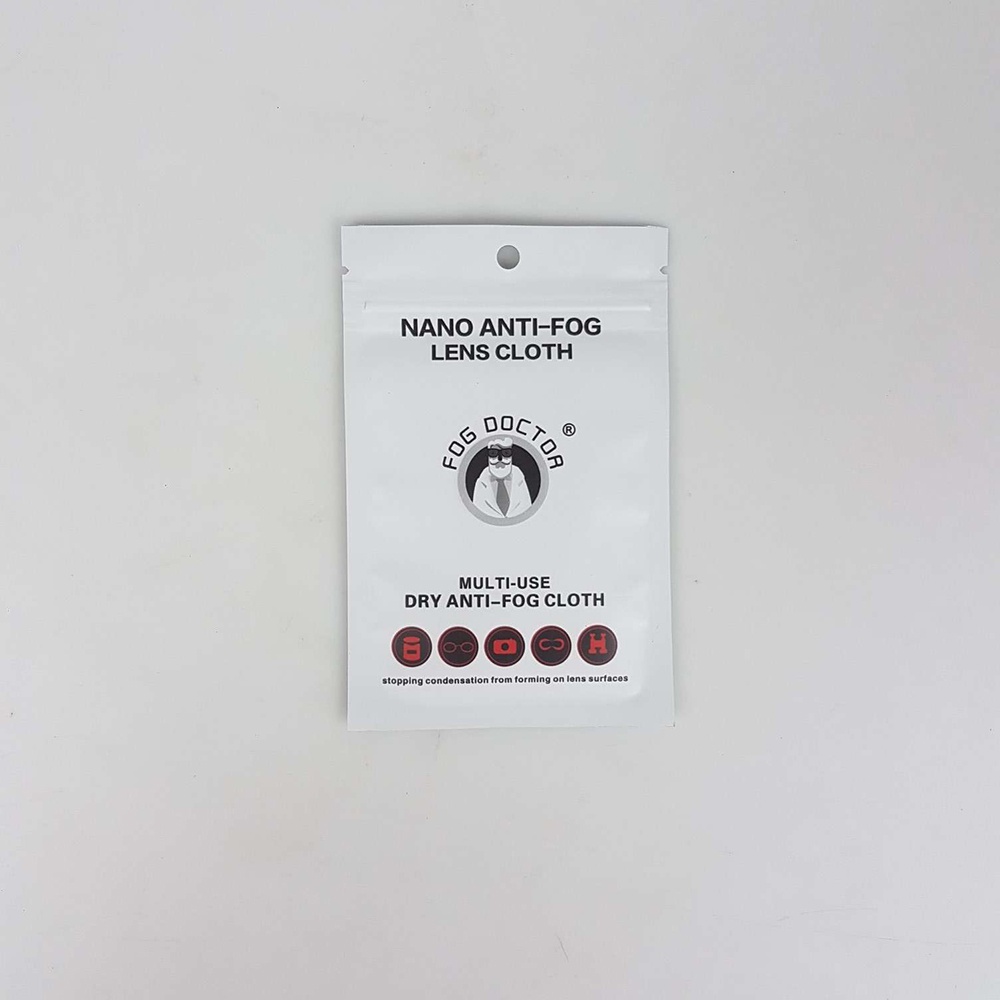 NANO ANTI-FOG
LENS CLOTH
FOG DOCTOR ®
MULTI-USE
DRY ANTI-FOG CLOTH
stopping condensation from forming on lens surfaces